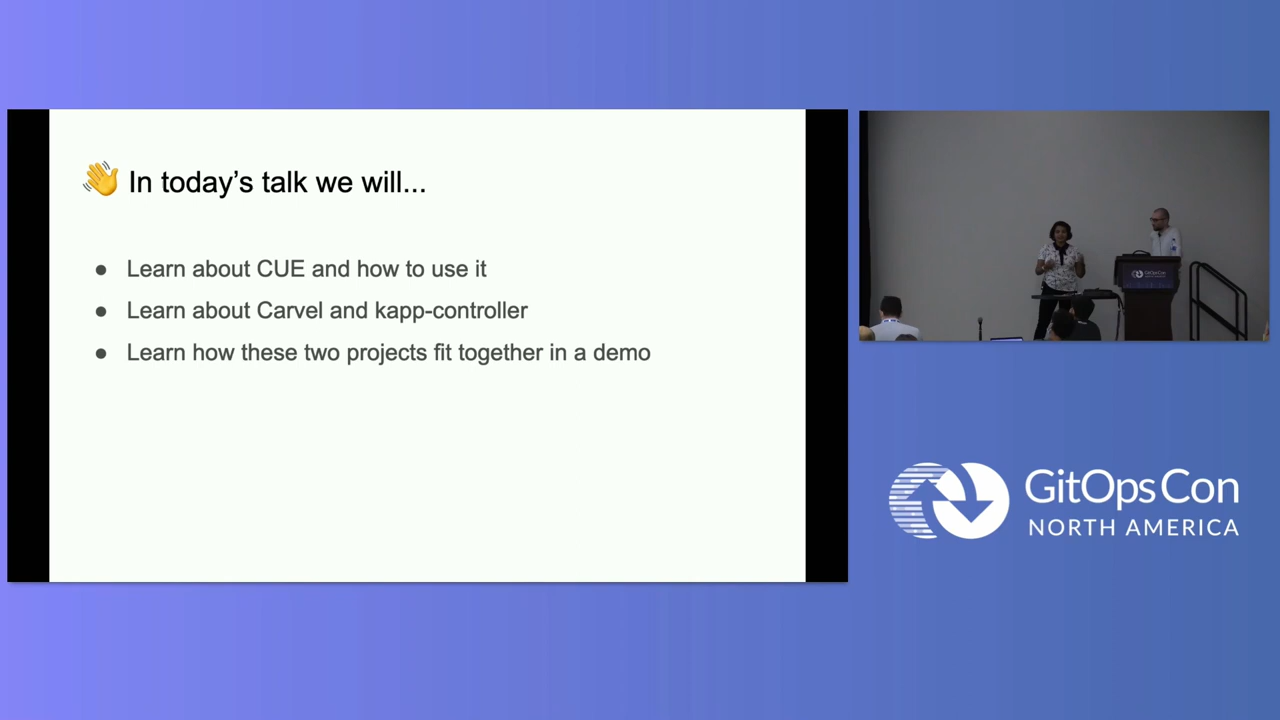 👋 In today’s talk we will...
● Learn about CUE and how to use it
● Learn about Carvel and kapp-controller
● Learn how these two projects fit together in a demo
GitOpsCon
GitOpsCon
NORTH AMERICA